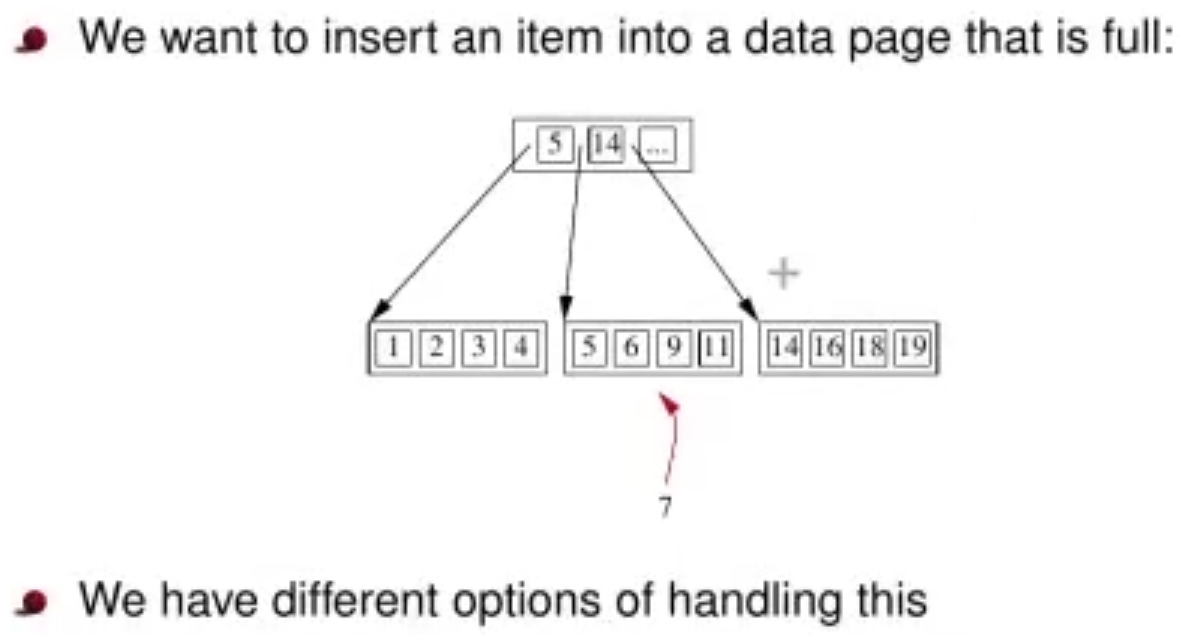 We want to insert an item into a data page that is full:
5 14 ...
1 2 3 4 5 6 9 11 14 16 18 19
7
We have different options of handling this